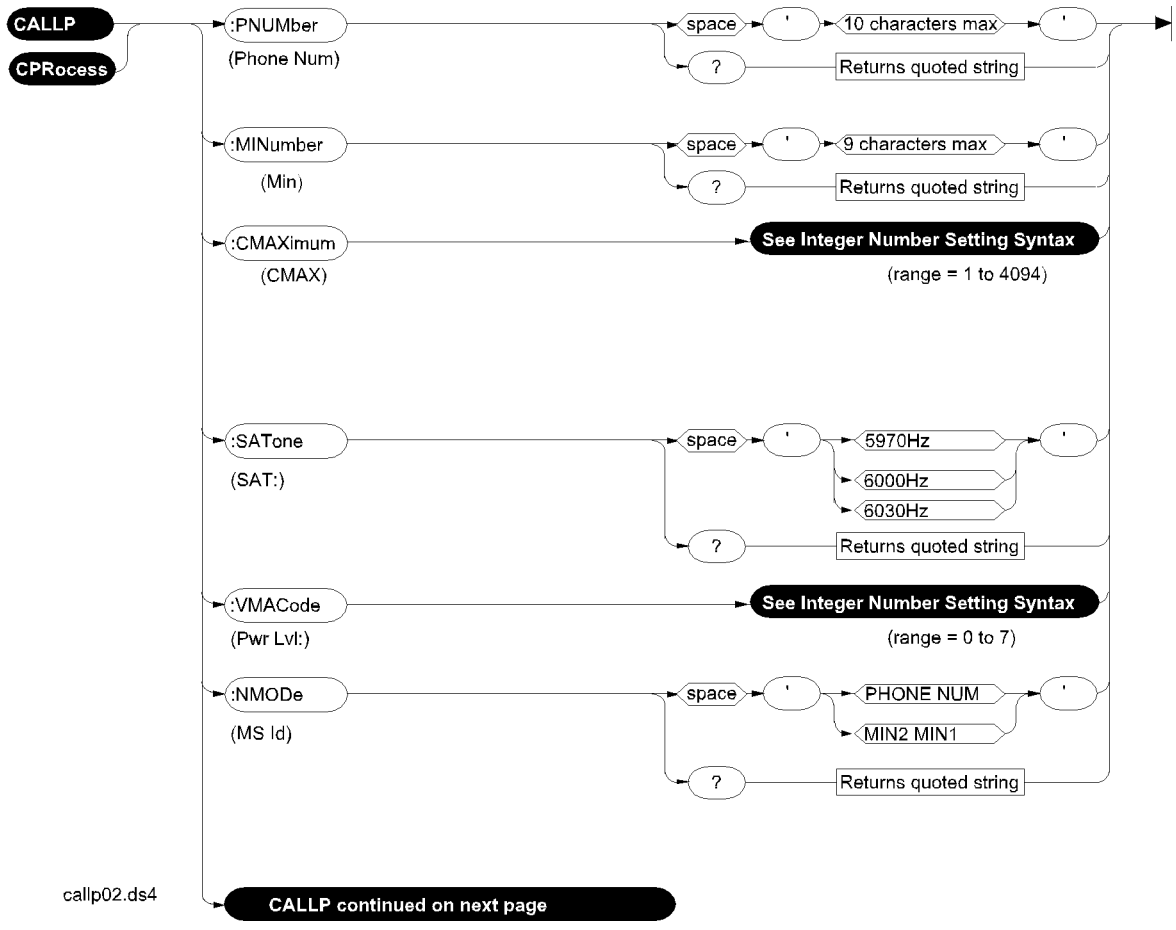 CALLP :PNUMber space ' 10 characters max '
CPRocess (Phone Num) ? Returns quoted string
:MINumber space ' 9 characters max '
(Min) ? Returns quoted string
:CMAXimum See Integer Number Setting Syntax
(CMAX) (range = 1 to 4094)
:SATone space ' 5970Hz '
(SAT:) 6000Hz
6030Hz
? Returns quoted string
:VMACode See Integer Number Setting Syntax
(Pwr Lvl:) (range = 0 to 7)
:NMODe space ' PHONE NUM '
(MS Id) MIN2 MIN1
? Returns quoted string
callp02.ds4 CALLP continued on next page